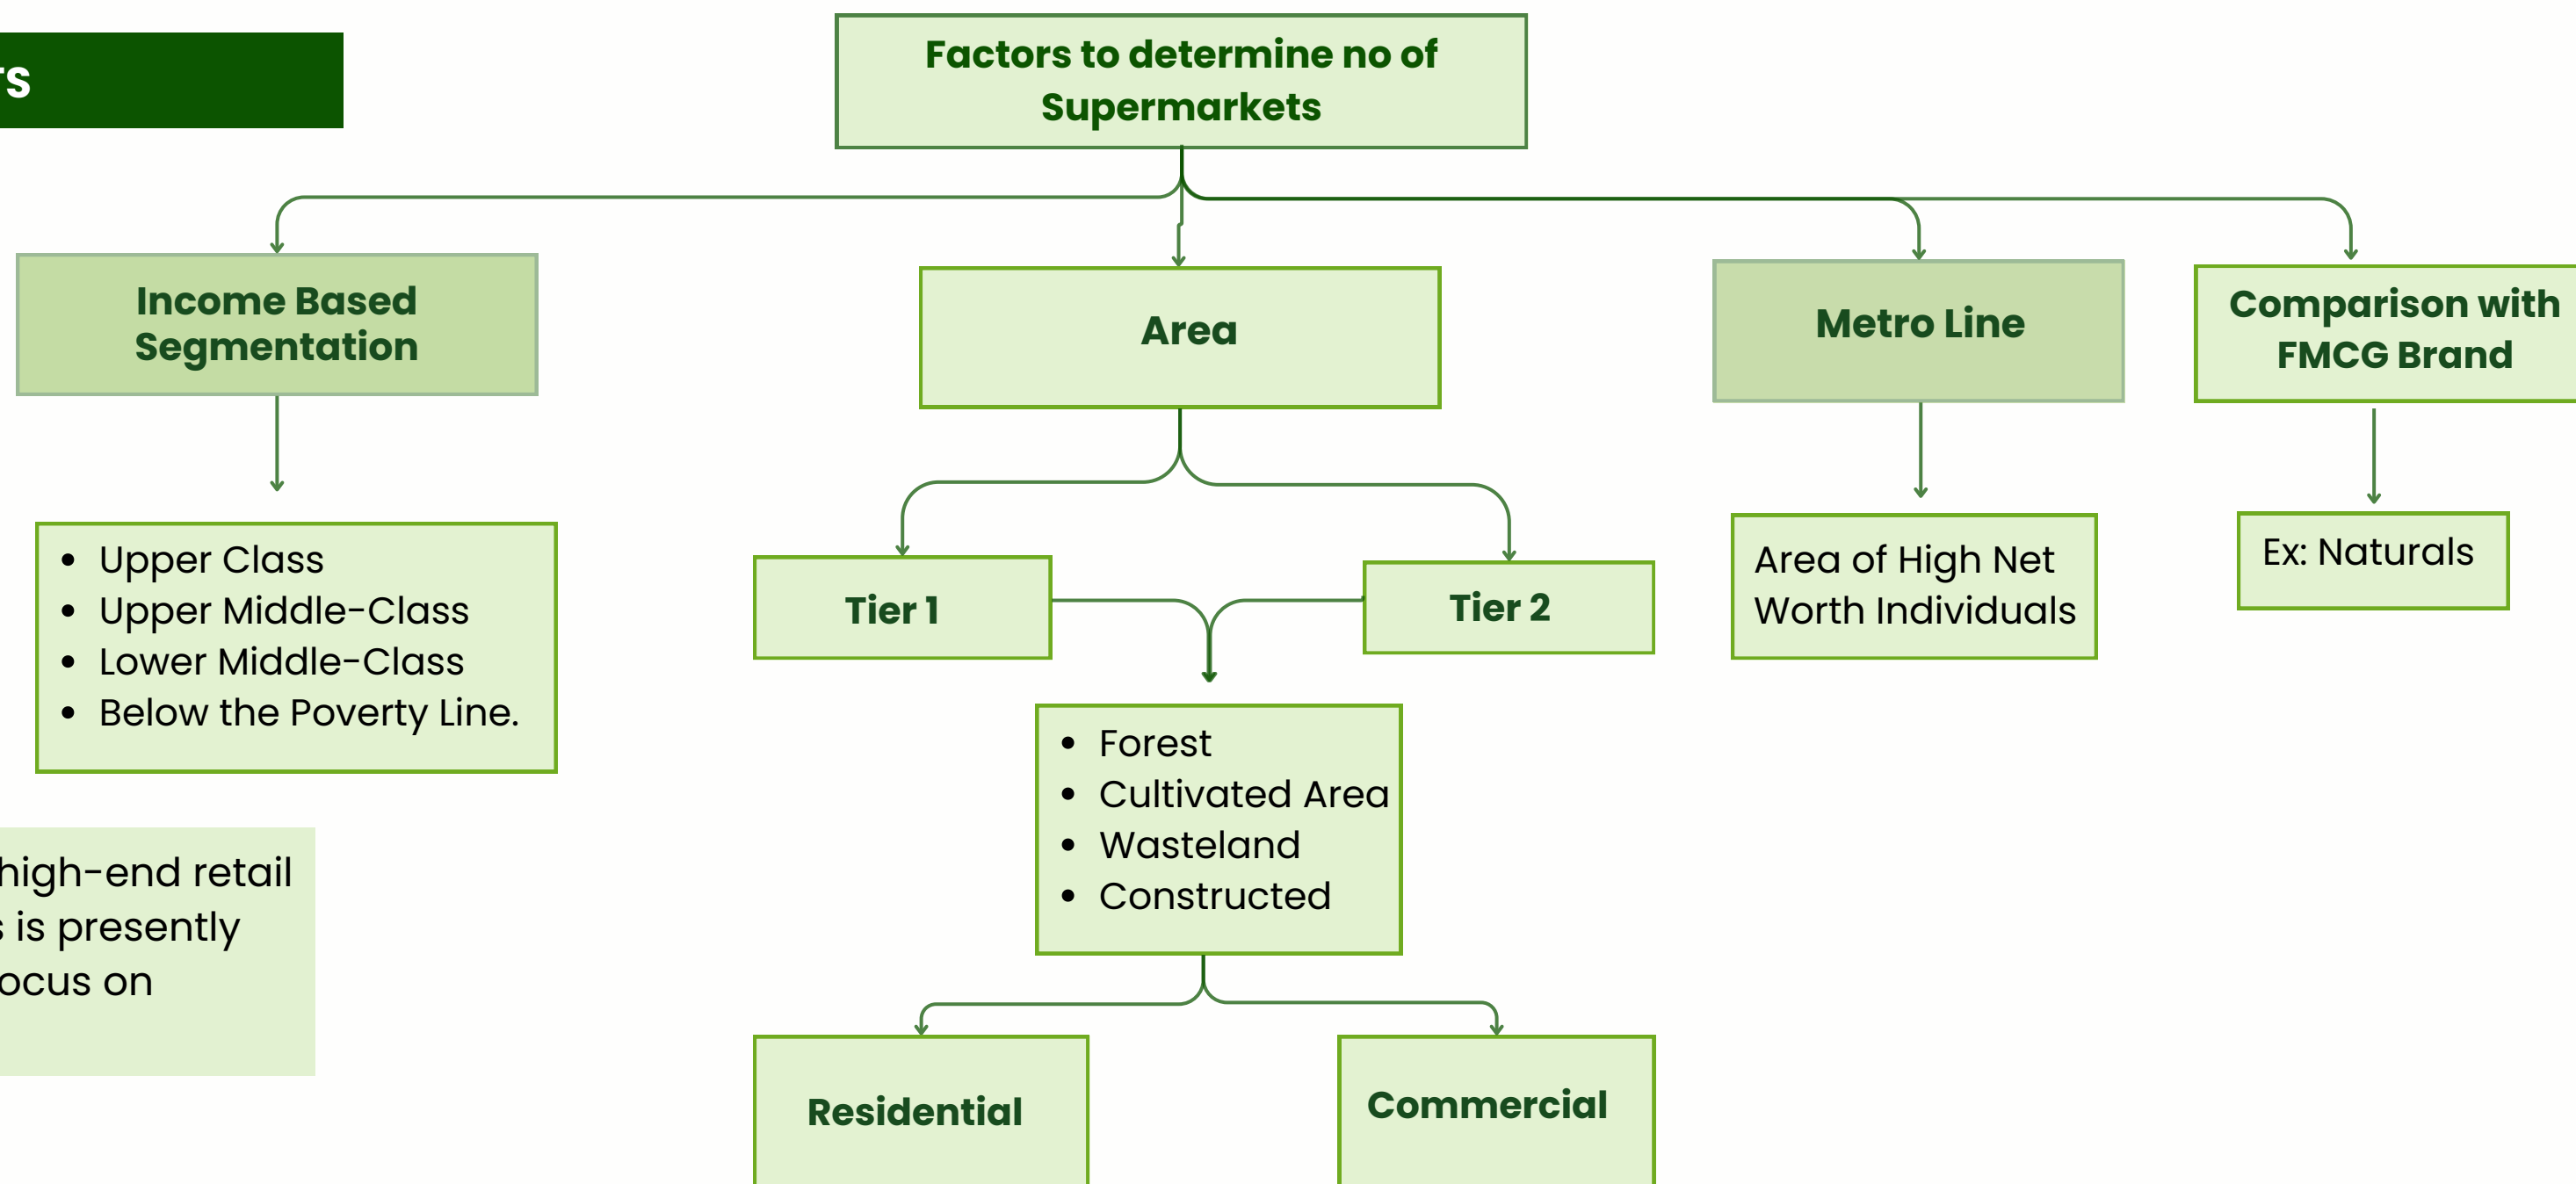 Factors to determine no of
Supermarkets
Income Based
Segmentation
Area
Metro Line
Comparison with
FMCG Brand
• Upper Class
• Upper Middle-Class
• Lower Middle-Class
• Below the Poverty Line.
Tier 1
Tier 2
Area of High Net
Worth Individuals
Ex: Naturals
• Forest
• Cultivated Area
• Wasteland
• Constructed
high-end retail
is presently
on
Residential
Commercial